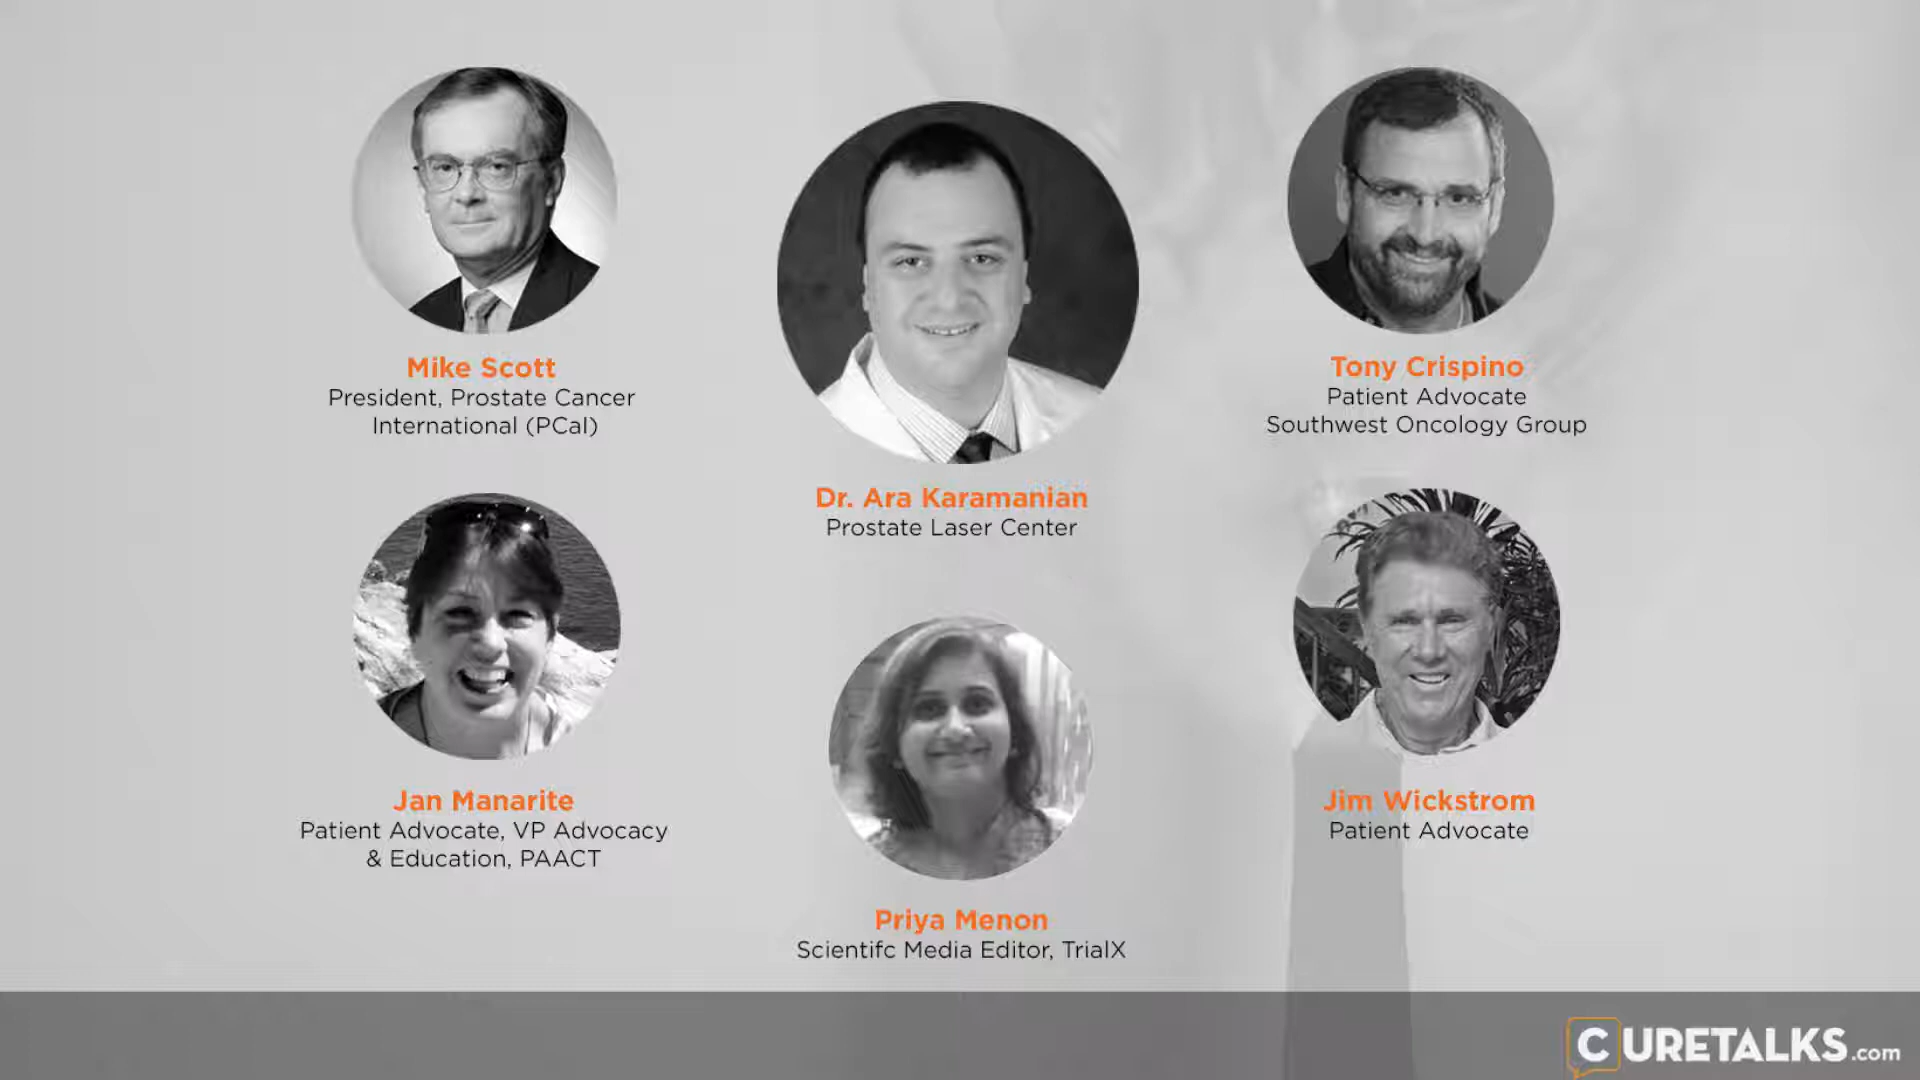 Mike Scott
President, Prostate Cancer
International (PCaI)
Dr. Ara Karamanian
Prostate Laser Center
Tony Crispino
Patient Advocate
Southwest Oncology Group
Jan Manarite
Patient Advocate, VP Advocacy
& Education, PAACT
Priya Menon
Scientifc Media Editor, TrialX
Jim Wickstrom
Patient Advocate
CURETALKS.com